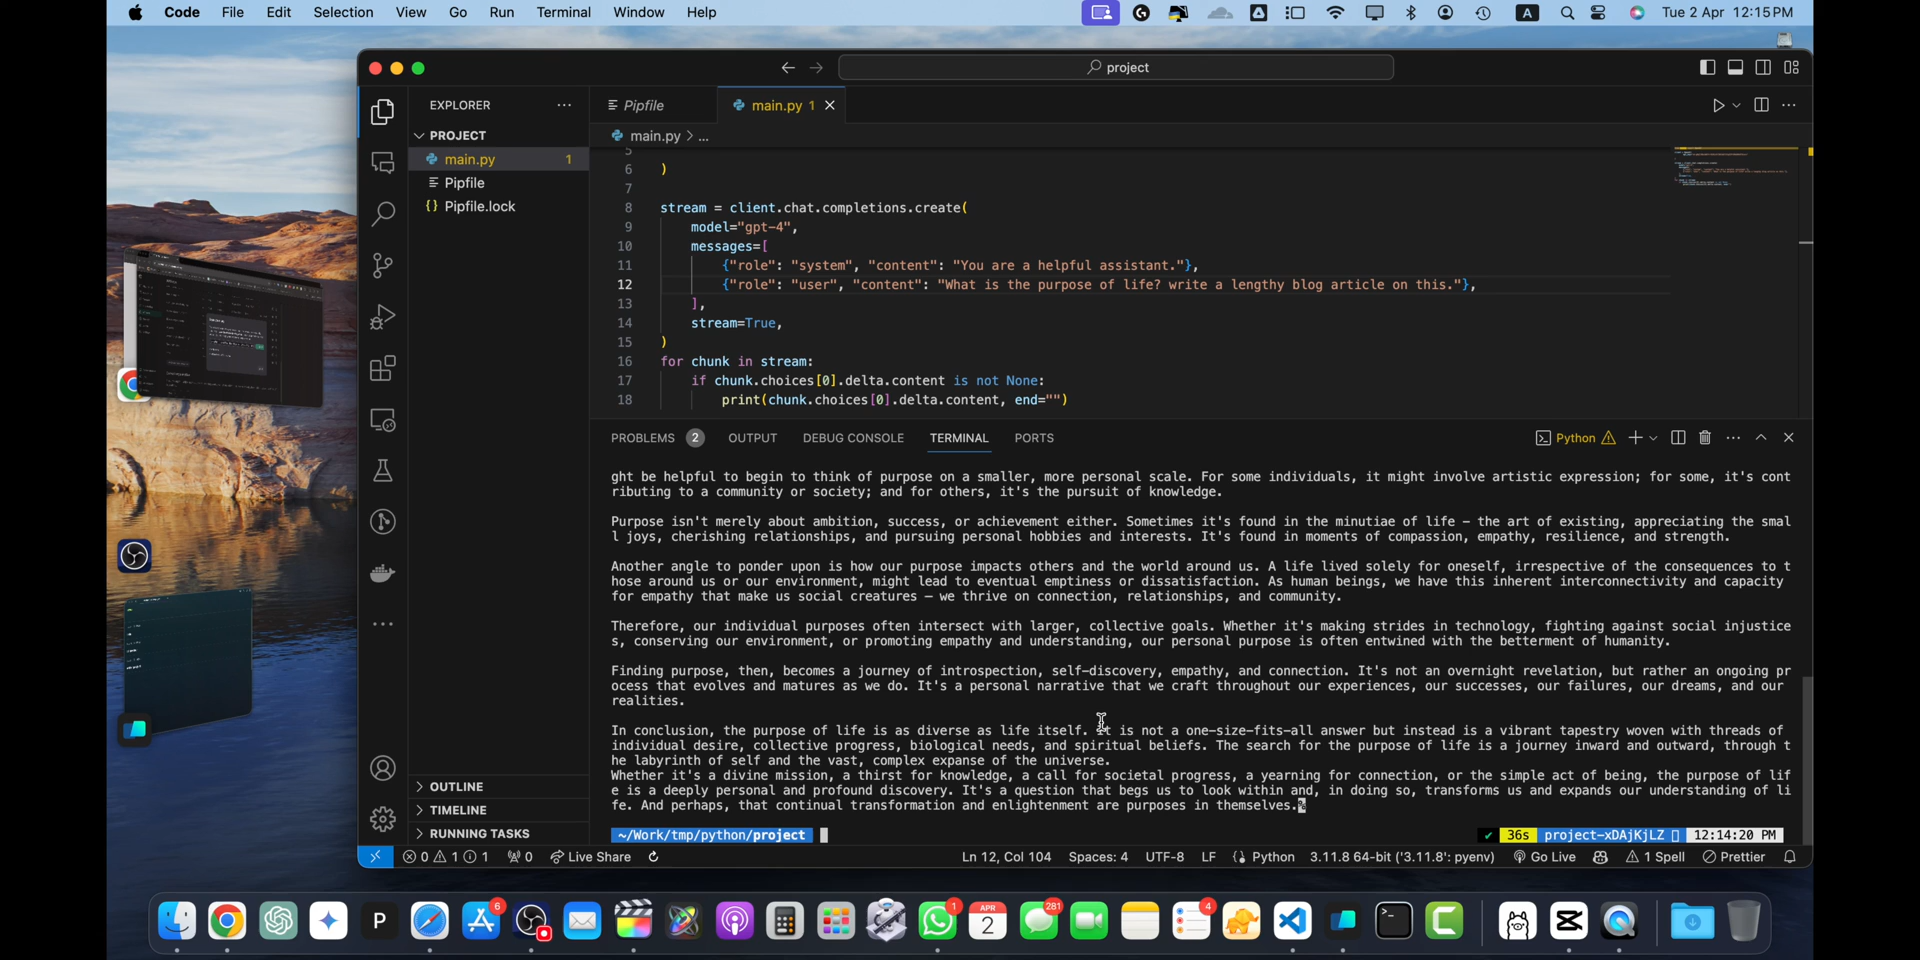 Code File Edit Selection View Go Run Terminal Window Help A Tue 2 Apr 12:15 PM
project
EXPLORER Pipfile main.py 1
PROJECT main.py > ...
main.py 1
Pipfile
Pipfile.lock
5
6 )
7
8 stream = client.chat.completions.create(
9 model="gpt-4",
10 messages=[
11 {"role": "system", "content": "You are a helpful assistant."},
12 {"role": "user", "content": "What is the purpose of life? write a lengthy blog article on this."},
13 ],
14 stream=True,
15 )
16 for chunk in stream:
17 if chunk.choices[0].delta.content is not None:
18 print(chunk.choices[0].delta.content, end="")
PROBLEMS 2 OUTPUT DEBUG CONSOLE TERMINAL PORTS Python
ght be helpful to begin to think of purpose on a smaller, more personal scale. For some individuals, it might involve artistic expression; for some, it's cont
ributing to a community or society; and for others, it's the pursuit of knowledge.
Purpose isn't merely about ambition, success, or achievement either. Sometimes it's found in the minutiae of life – the art of existing, appreciating the smal
l joys, cherishing relationships, and pursuing personal hobbies and interests. It's found in moments of compassion, empathy, resilience, and strength.
Another angle to ponder upon is how our purpose impacts others and the world around us. A life lived solely for oneself, irrespective of the consequences to t
hose around us or our environment, might lead to eventual emptiness or dissatisfaction. As human beings, we have this inherent interconnectivity and capacity
for empathy that make us social creatures – we thrive on connection, relationships, and community.
Therefore, our individual purposes often intersect with larger, collective goals. Whether it's making strides in technology, fighting against social injustice
s, conserving our environment, or promoting empathy and understanding, our personal purpose is often entwined with the betterment of humanity.
Finding purpose, then, becomes a journey of introspection, self-discovery, empathy, and connection. It's not an overnight revelation, but rather an ongoing pr
ocess that evolves and matures as we do. It's a personal narrative that we craft throughout our experiences, our successes, our failures, our dreams, and our
realities.
In conclusion, the purpose of life is as diverse as life itself. It is not a one-size-fits-all answer but instead is a vibrant tapestry woven with threads of
individual desire, collective progress, biological needs, and spiritual beliefs. The search for the purpose of life is a journey inward and outward, through t
he labyrinth of self and the vast, complex expanse of the universe.
Whether it's a divine mission, a thirst for knowledge, a call for societal progress, a yearning for connection, or the simple act of being, the purpose of lif
e is a deeply personal and profound discovery. It's a question that begs us to look within and, in doing so, transforms us and expands our understanding of li
fe. And perhaps, that continual transformation and enlightenment are purposes in themselves.%
~/Work/tmp/python/project 36s project-xDAjKjLZ 12:14:20 PM
OUTLINE
TIMELINE
RUNNING TASKS
0 1 1 0 Live Share Ln 12, Col 104 Spaces: 4 UTF-8 LF Python 3.11.8 64-bit ('3.11.8': pyenv) Go Live 1 Spell Prettier
P 6 1 APR 2 281 4